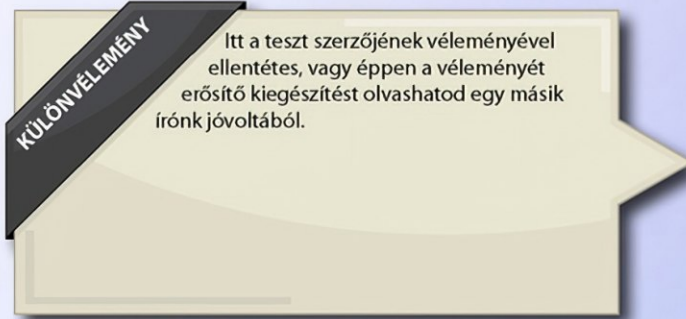 KÜLÖNVÉLEMÉNY
Itt a teszt szerzőjének véleményével
ellentétes, vagy éppen a véleményét
erősítő kiegészítést olvashatod egy másik
írónk jóvoltából.